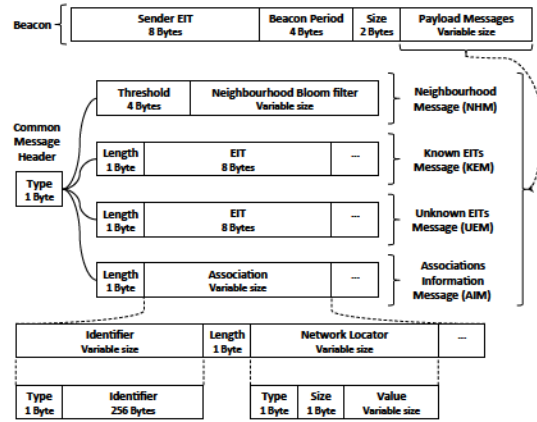 Beacon
Sender EIT Beacon Period Size Payload Messages
8 Bytes 4 Bytes 2 Bytes Variable size
Threshold Neighbourhood Bloom filter
4 Bytes Variable size
Neighbourhood
Message (NHM)
Common
Message
Header
Type
1 Byte
Length EIT ...
1 Byte 8 Bytes
Known EITs
Message (KEM)
Length EIT ...
1 Byte 8 Bytes
Unknown EITs
Message (UEM)
Length Association ...
1 Byte Variable size
Associations
Information
Message (AIM)
Identifier Length Network Locator ...
Variable size 1 Byte Variable size
Type Identifier
1 Byte 256 Bytes
Type Size Value
1 Byte 1 Byte Variable size